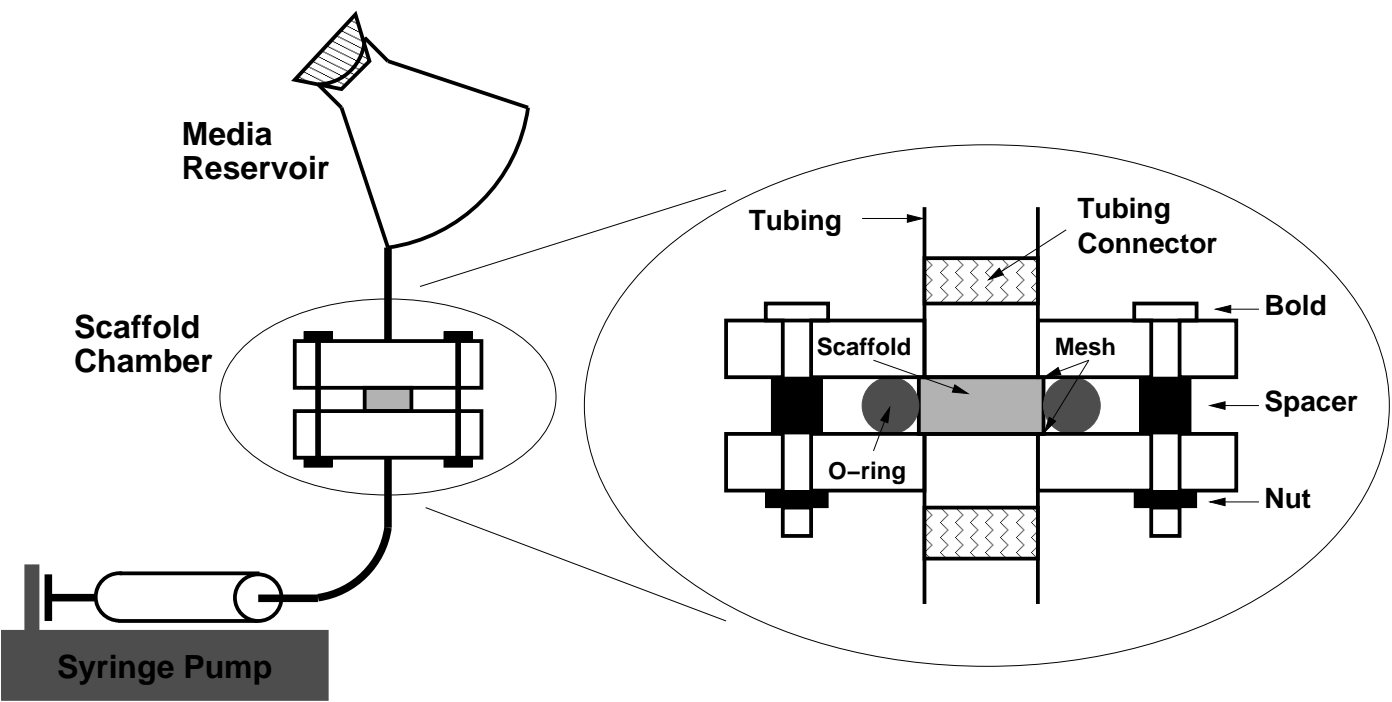 Media
Reservoir
Scaffold
Chamber
Syringe Pump
Tubing
Tubing
Connector
Bold
Scaffold
Mesh
Spacer
O−ring
Nut